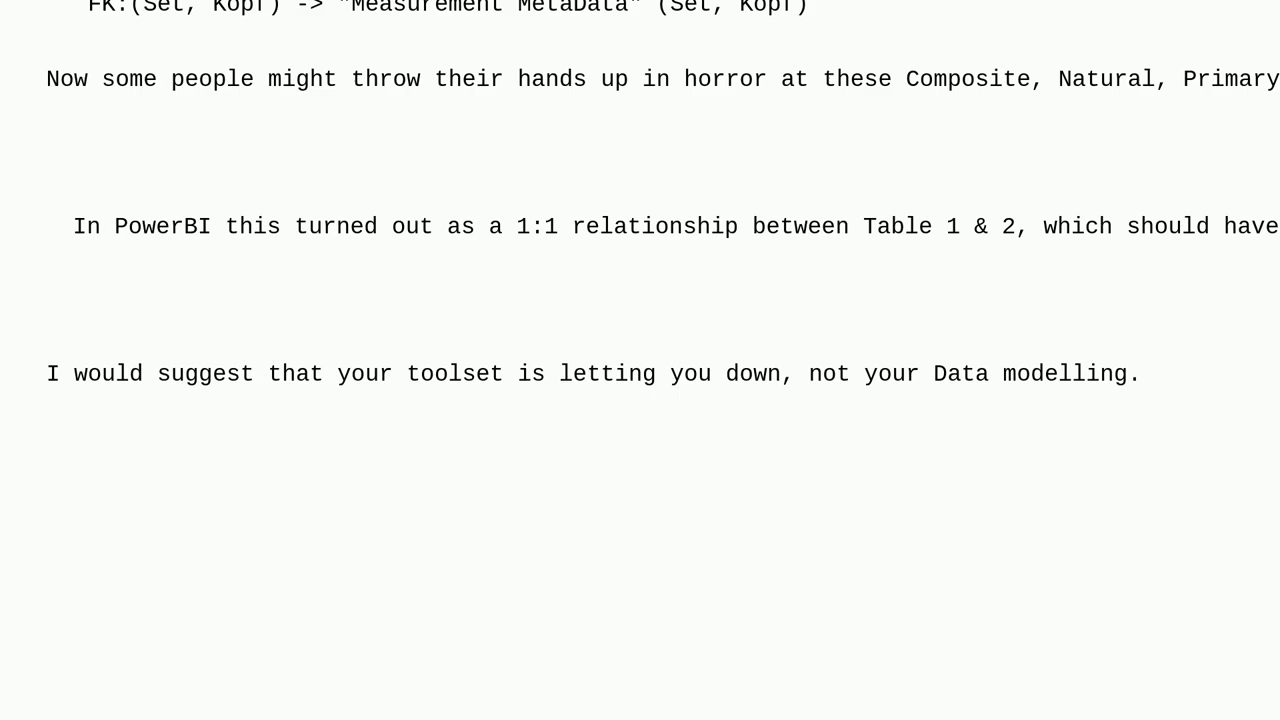 FK:(Set, Kopf) -> "Measurement MetaData" (Set, Kopf)
Now some people might throw their hands up in horror at these Composite, Natural, Primary
In PowerBI this turned out as a 1:1 relationship between Table 1 & 2, which should have
I would suggest that your toolset is letting you down, not your Data modelling.